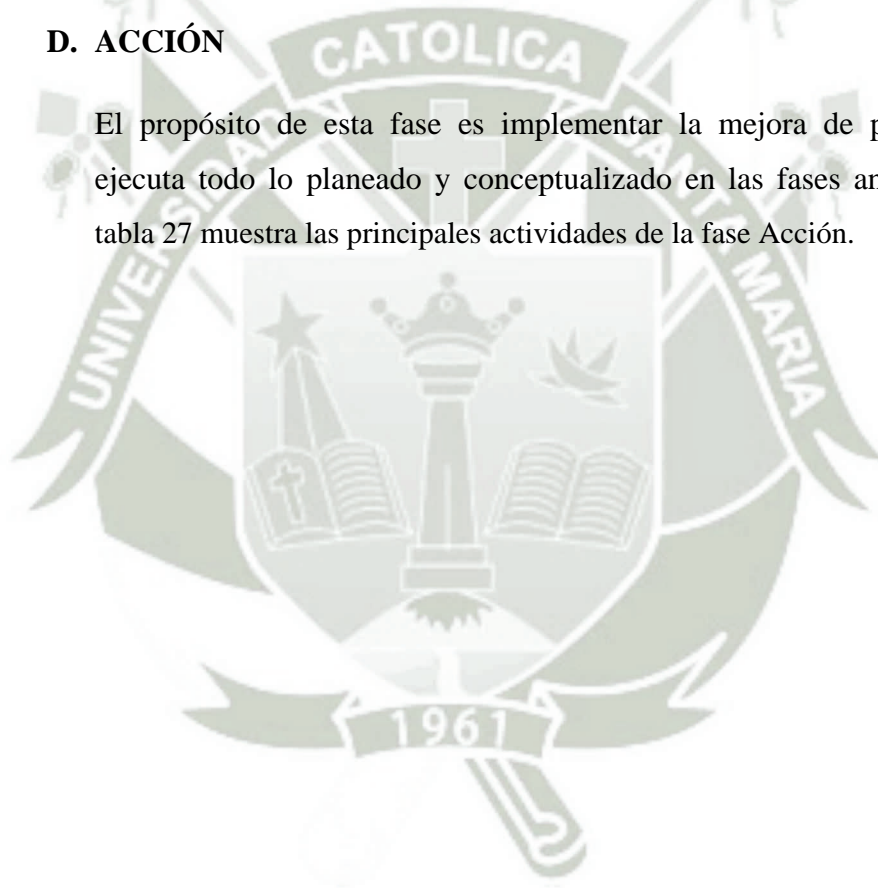 D. ACCIÓN
El propósito de esta fase es implementar la mejora de
ejecuta todo lo planeado y conceptualizado en las fases
tabla 27 muestra las principales actividades de la fase Acción.
UNIVERSIDAD CATOLICA SANTA MARIA
1961